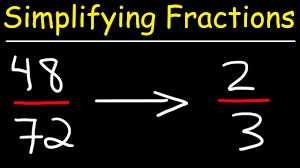 Simplifying Fractions
48/72 → 2/3